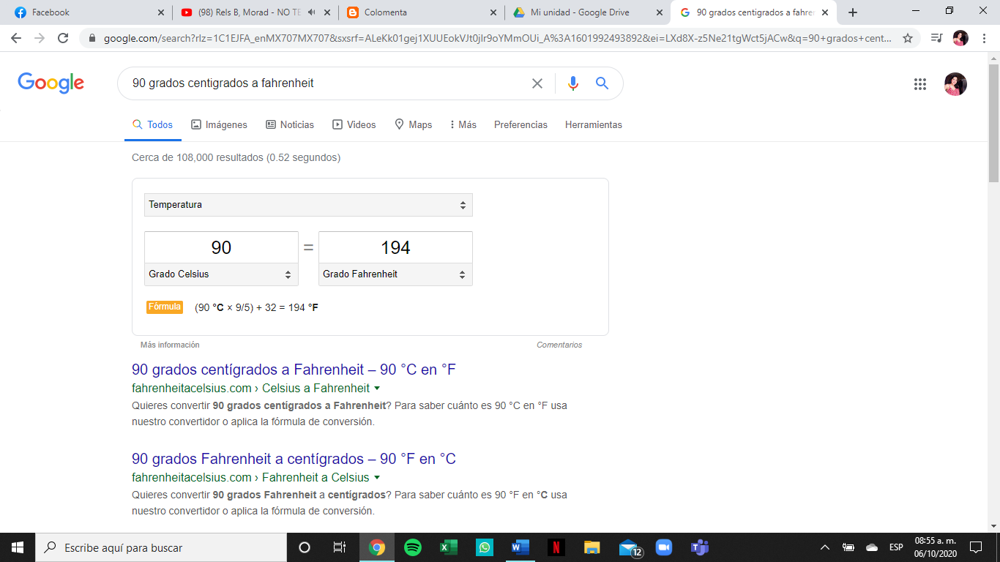 Facebook
(98) Rels B, Morad - NO TE
Colomenta
Mi unidad - Google Drive
90 grados centigrados a fahren
google.com/search?rlz=1C1EJFA_enMX707MX707&sxsrf=ALeKk01gej1XUUEokVJt0jIr9oYMmOUi_A%3A1601992493892&ei=LXd8X-z5Ne21tgWct5jACw&q=90+grados+cent...
Google
90 grados centigrados a fahrenheit
Todos
Imágenes
Noticias
Videos
Maps
Más
Preferencias
Herramientas
Cerca de 108,000 resultados (0.52 segundos)
Temperatura
90 = 194
Grado Celsius
Grado Fahrenheit
Fórmula (90 °C × 9/5) + 32 = 194 °F
Más información
Comentarios
90 grados centígrados a Fahrenheit – 90 °C en °F
fahrenheitacelsius.com › Celsius a Fahrenheit
Quieres convertir 90 grados centígrados a Fahrenheit? Para saber cuánto es 90 °C en °F usa
nuestro convertidor o aplica la fórmula de conversión.
90 grados Fahrenheit a centígrados – 90 °F en °C
fahrenheitacelsius.com › Fahrenheit a Celsius
Quieres convertir 90 grados Fahrenheit a centígrados? Para saber cuánto es 90 °F en °C usa
nuestro convertidor o aplica la fórmula de conversión.
Escribe aquí para buscar
12
ESP
08:55 a. m.
06/10/2020